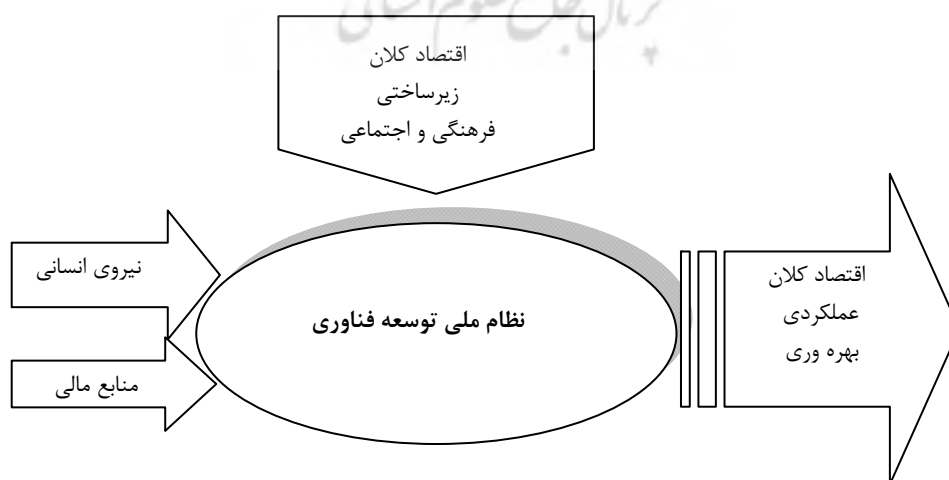 اقتصاد کلان
زیرساختی
فرهنگی و اجتماعی
نیروی انسانی
منابع مالی
نظام ملی توسعه فناوری
اقتصاد کلان
عملکردی
بهره وری